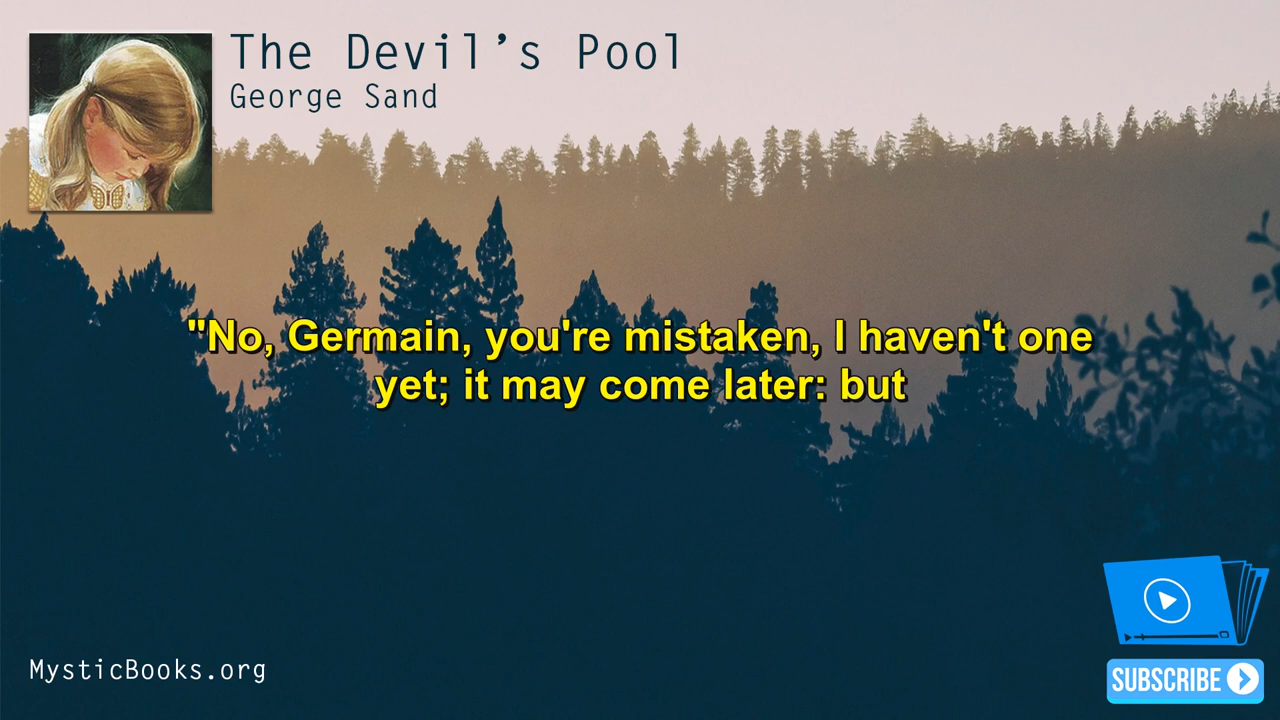 The Devil's Pool
George Sand
"No, Germain, you're mistaken, I haven't one
yet; it may come later: but
MysticBooks.org
SUBSCRIBE